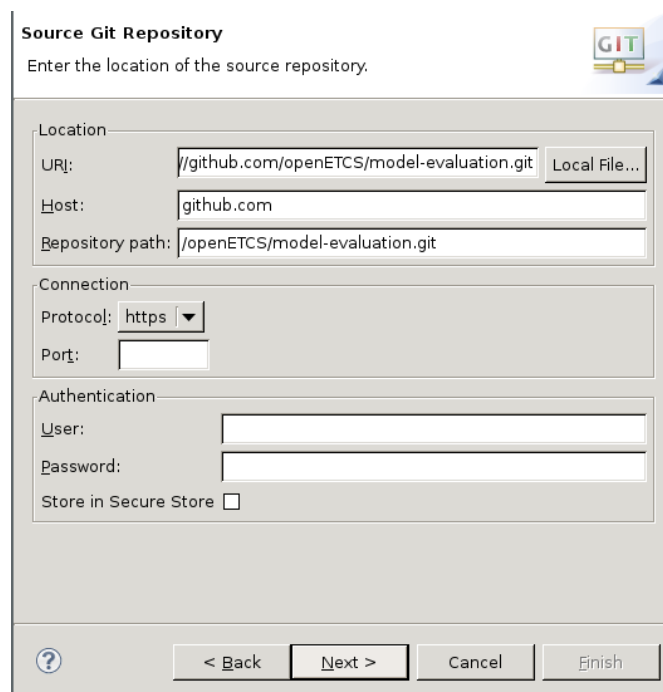 Source Git Repository
GIT
Enter the location of the source repository.
Location
URI: //github.com/openETCS/model-evaluation.git Local File...
Host: github.com
Repository path: /openETCS/model-evaluation.git
Connection
Protocol: https
Port:
Authentication
User:
Password:
Store in Secure Store
? < Back Next > Cancel Finish